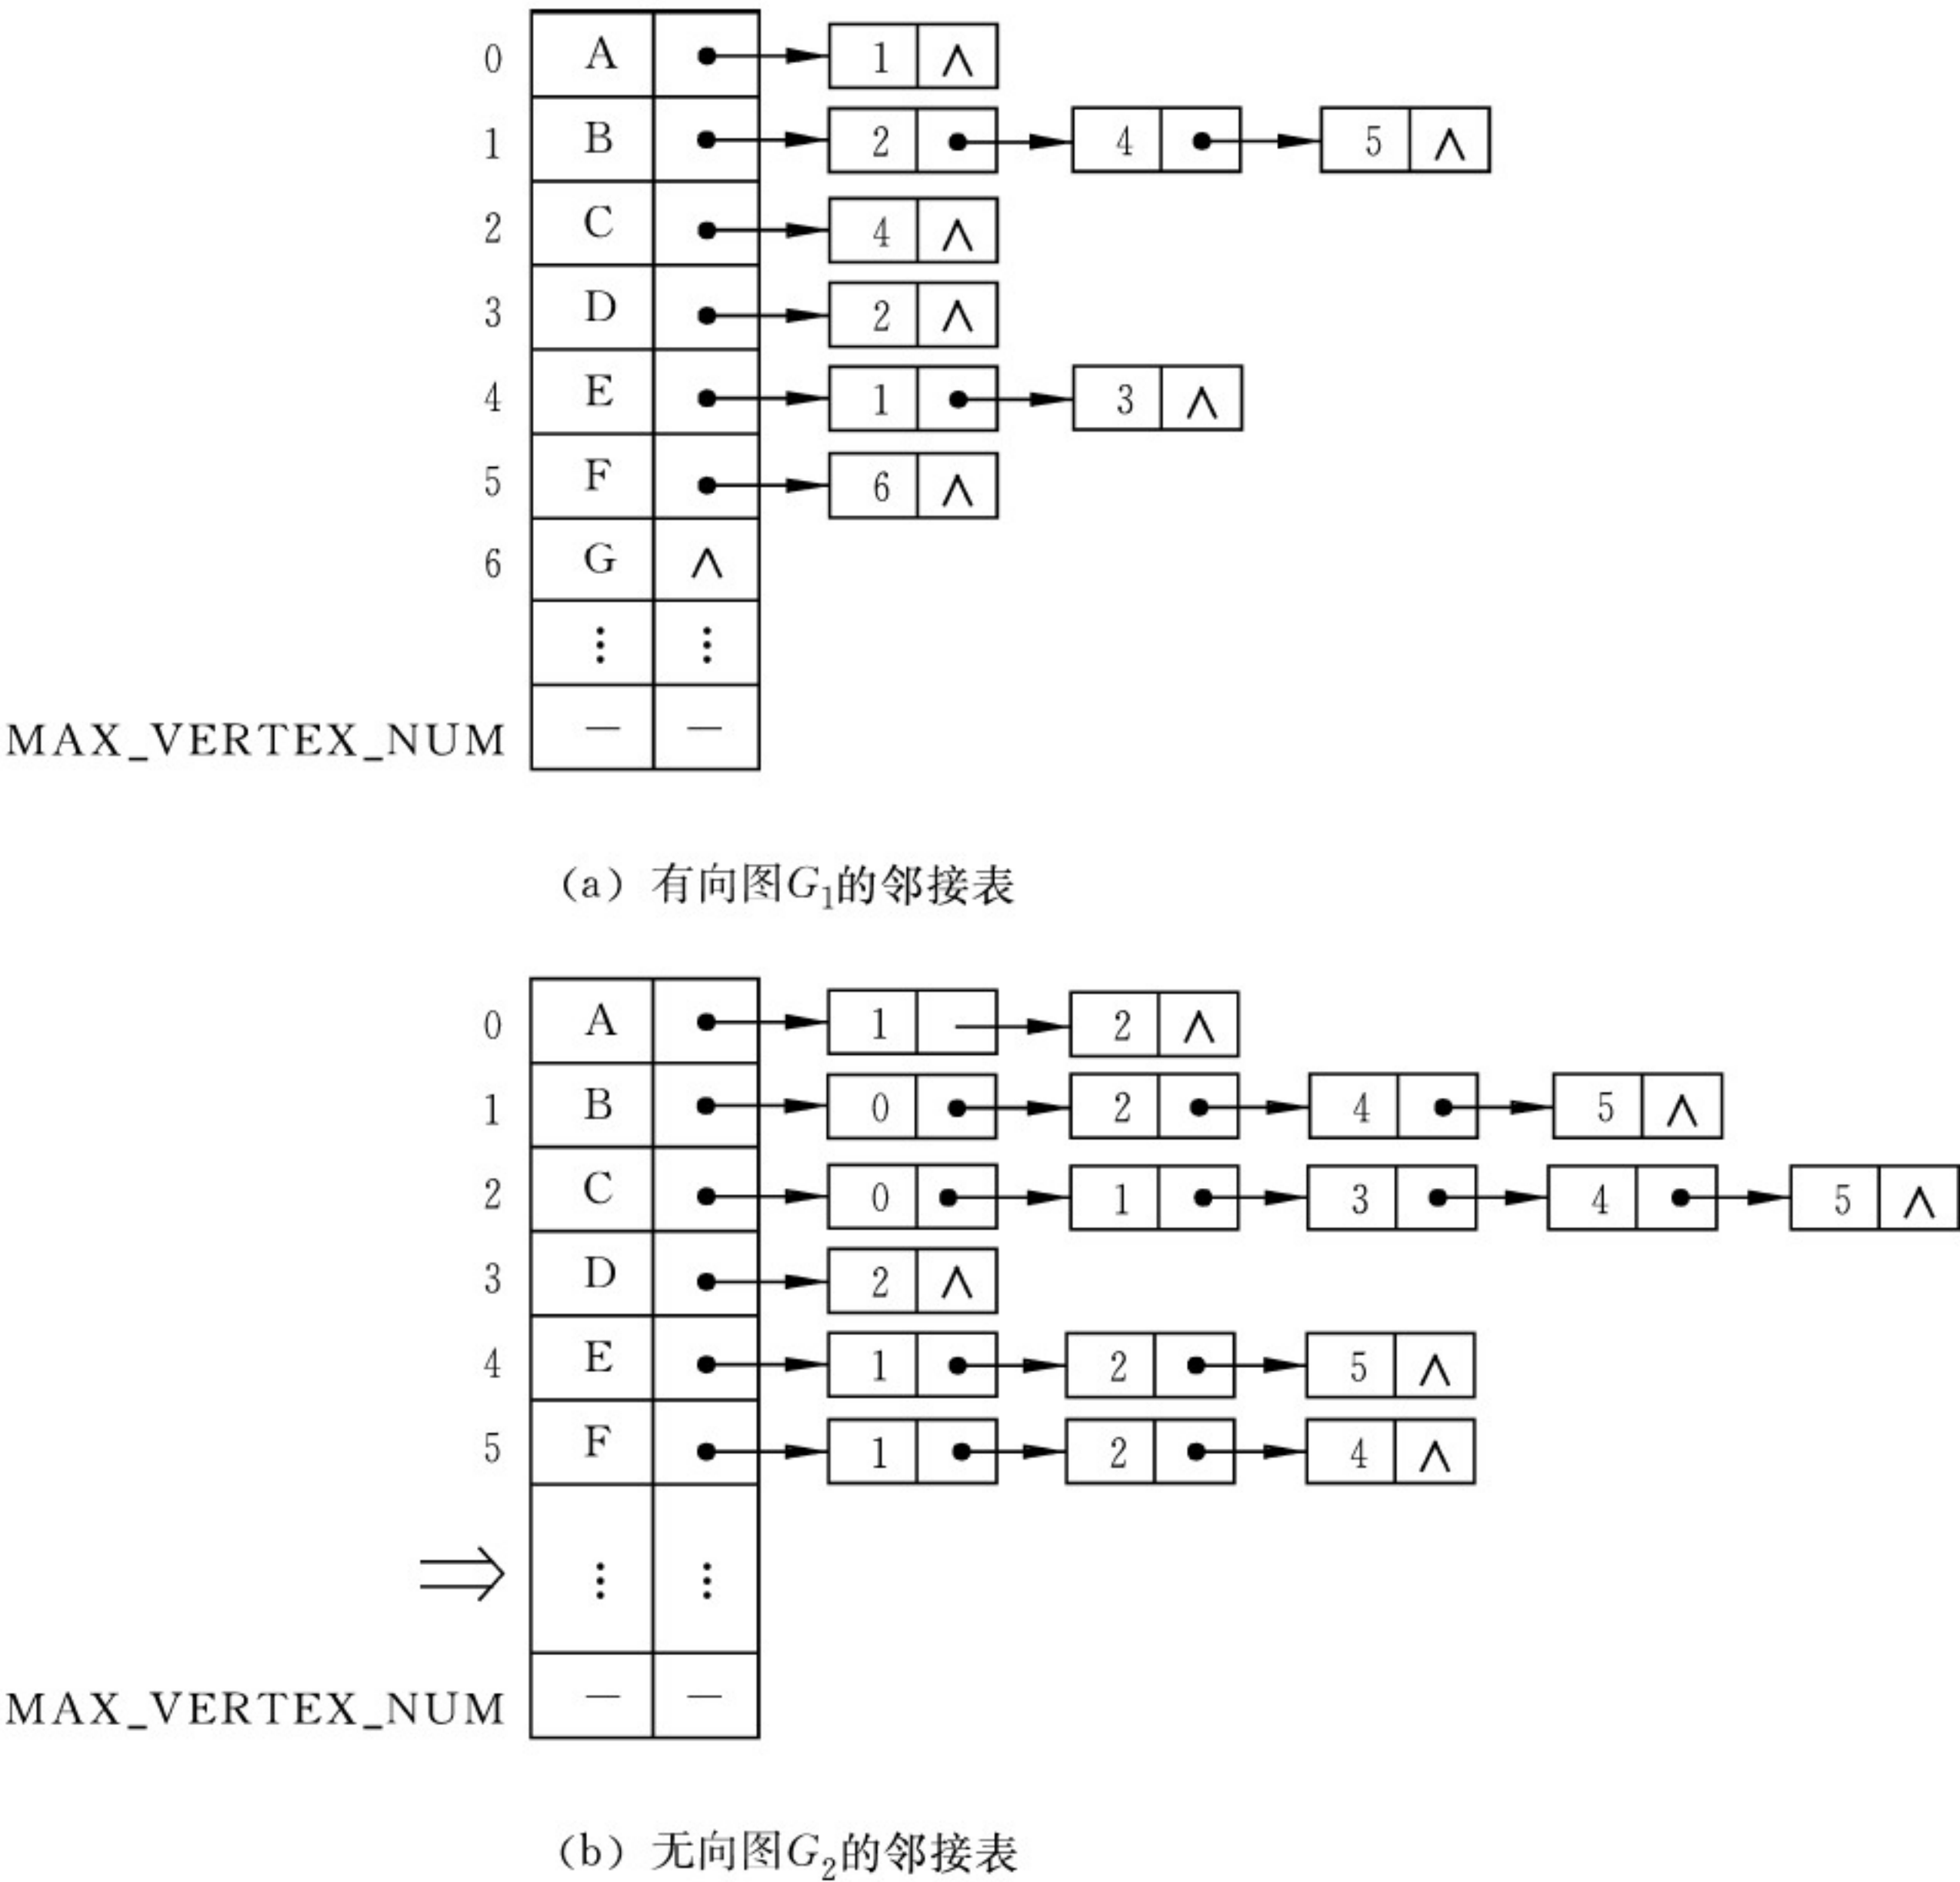 0 A 1 ∧
1 B 2 4 5 ∧
2 C 4 ∧
3 D 2 ∧
4 E 1 3 ∧
5 F 6 ∧
6 G ∧
⋮ ⋮
MAX_VERTEX_NUM — —
(a) 有向图G1的邻接表
0 A 1 2 ∧
1 B 0 2 4 5 ∧
2 C 0 1 3 4 5 ∧
3 D 2 ∧
4 E 1 2 5 ∧
5 F 1 2 4 ∧
⋮ ⋮
MAX_VERTEX_NUM — —
(b) 无向图G2的邻接表